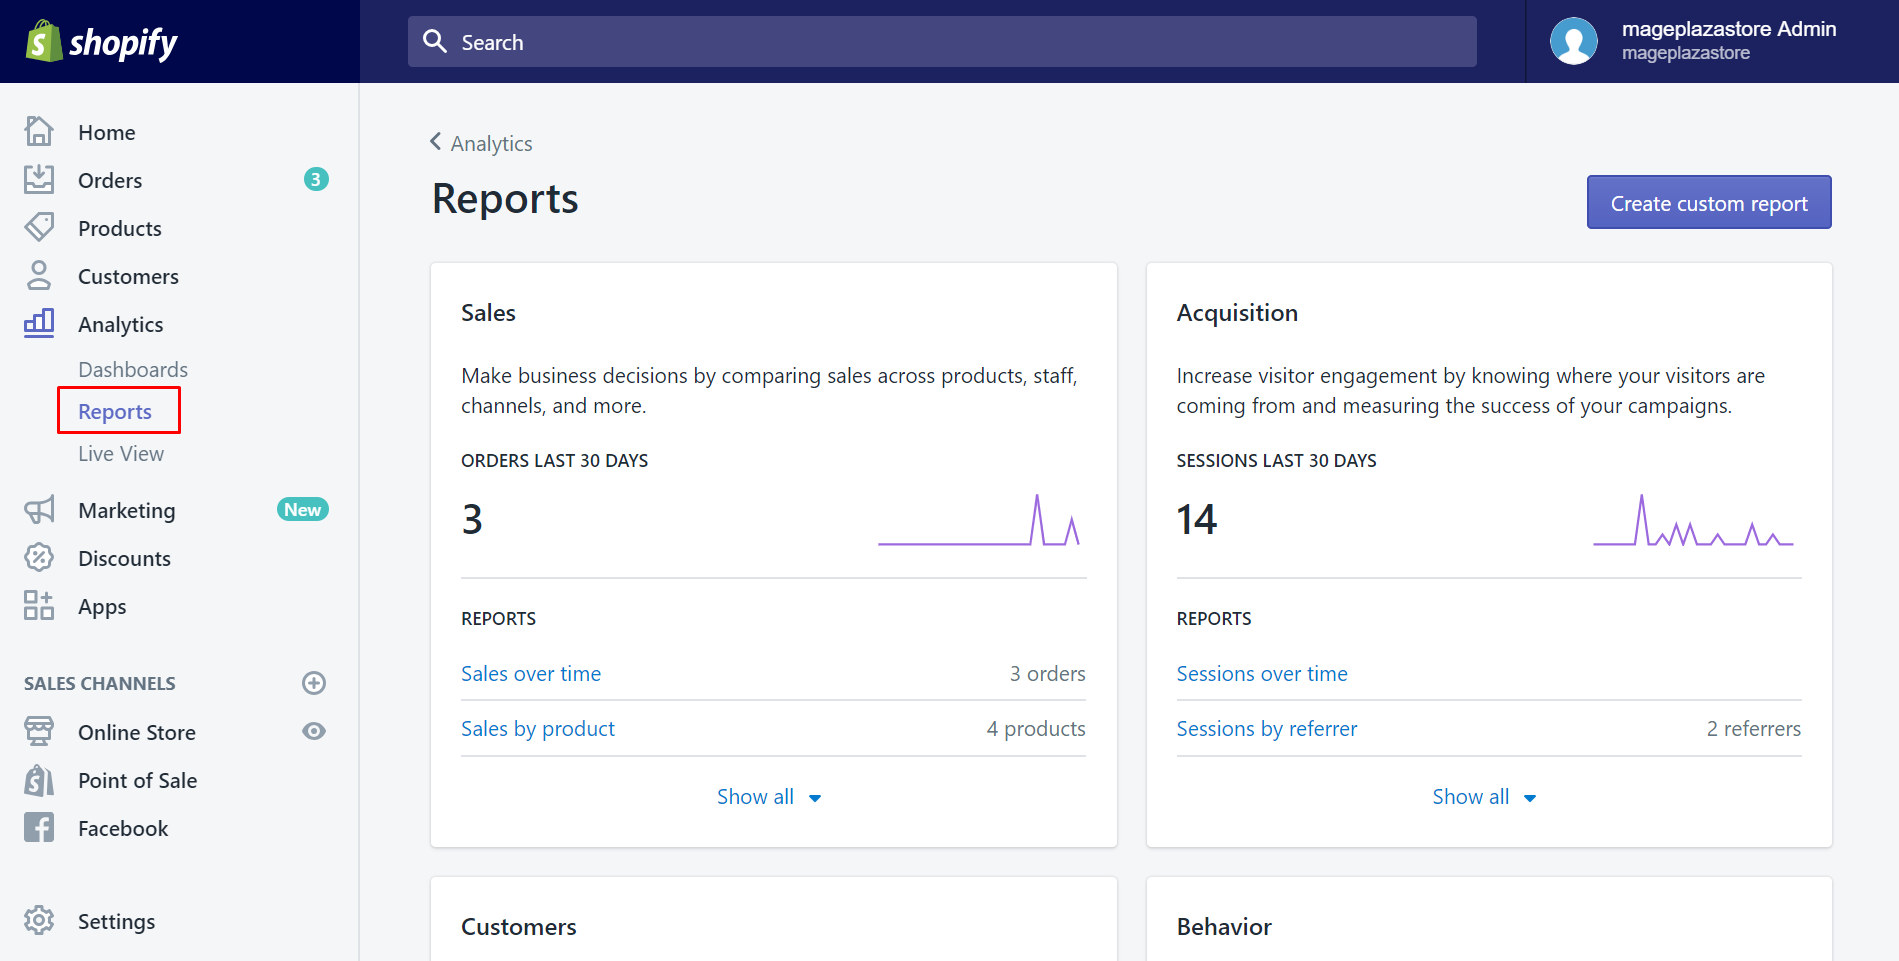 shopify
Search
mageplazastore Admin
mageplazastore
Home
Orders
3
Products
Customers
Analytics
Dashboards
Reports
Live View
Marketing
New
Discounts
Apps
SALES CHANNELS
Online Store
Point of Sale
Facebook
Settings
Analytics
Reports
Create custom report
Sales
Make business decisions by comparing sales across products, staff,
channels, and more.
ORDERS LAST 30 DAYS
3
REPORTS
Sales over time
3 orders
Sales by product
4 products
Show all
Acquisition
Increase visitor engagement by knowing where your visitors are
coming from and measuring the success of your campaigns.
SESSIONS LAST 30 DAYS
14
REPORTS
Sessions over time
Sessions by referrer
2 referrers
Show all
Customers
Behavior